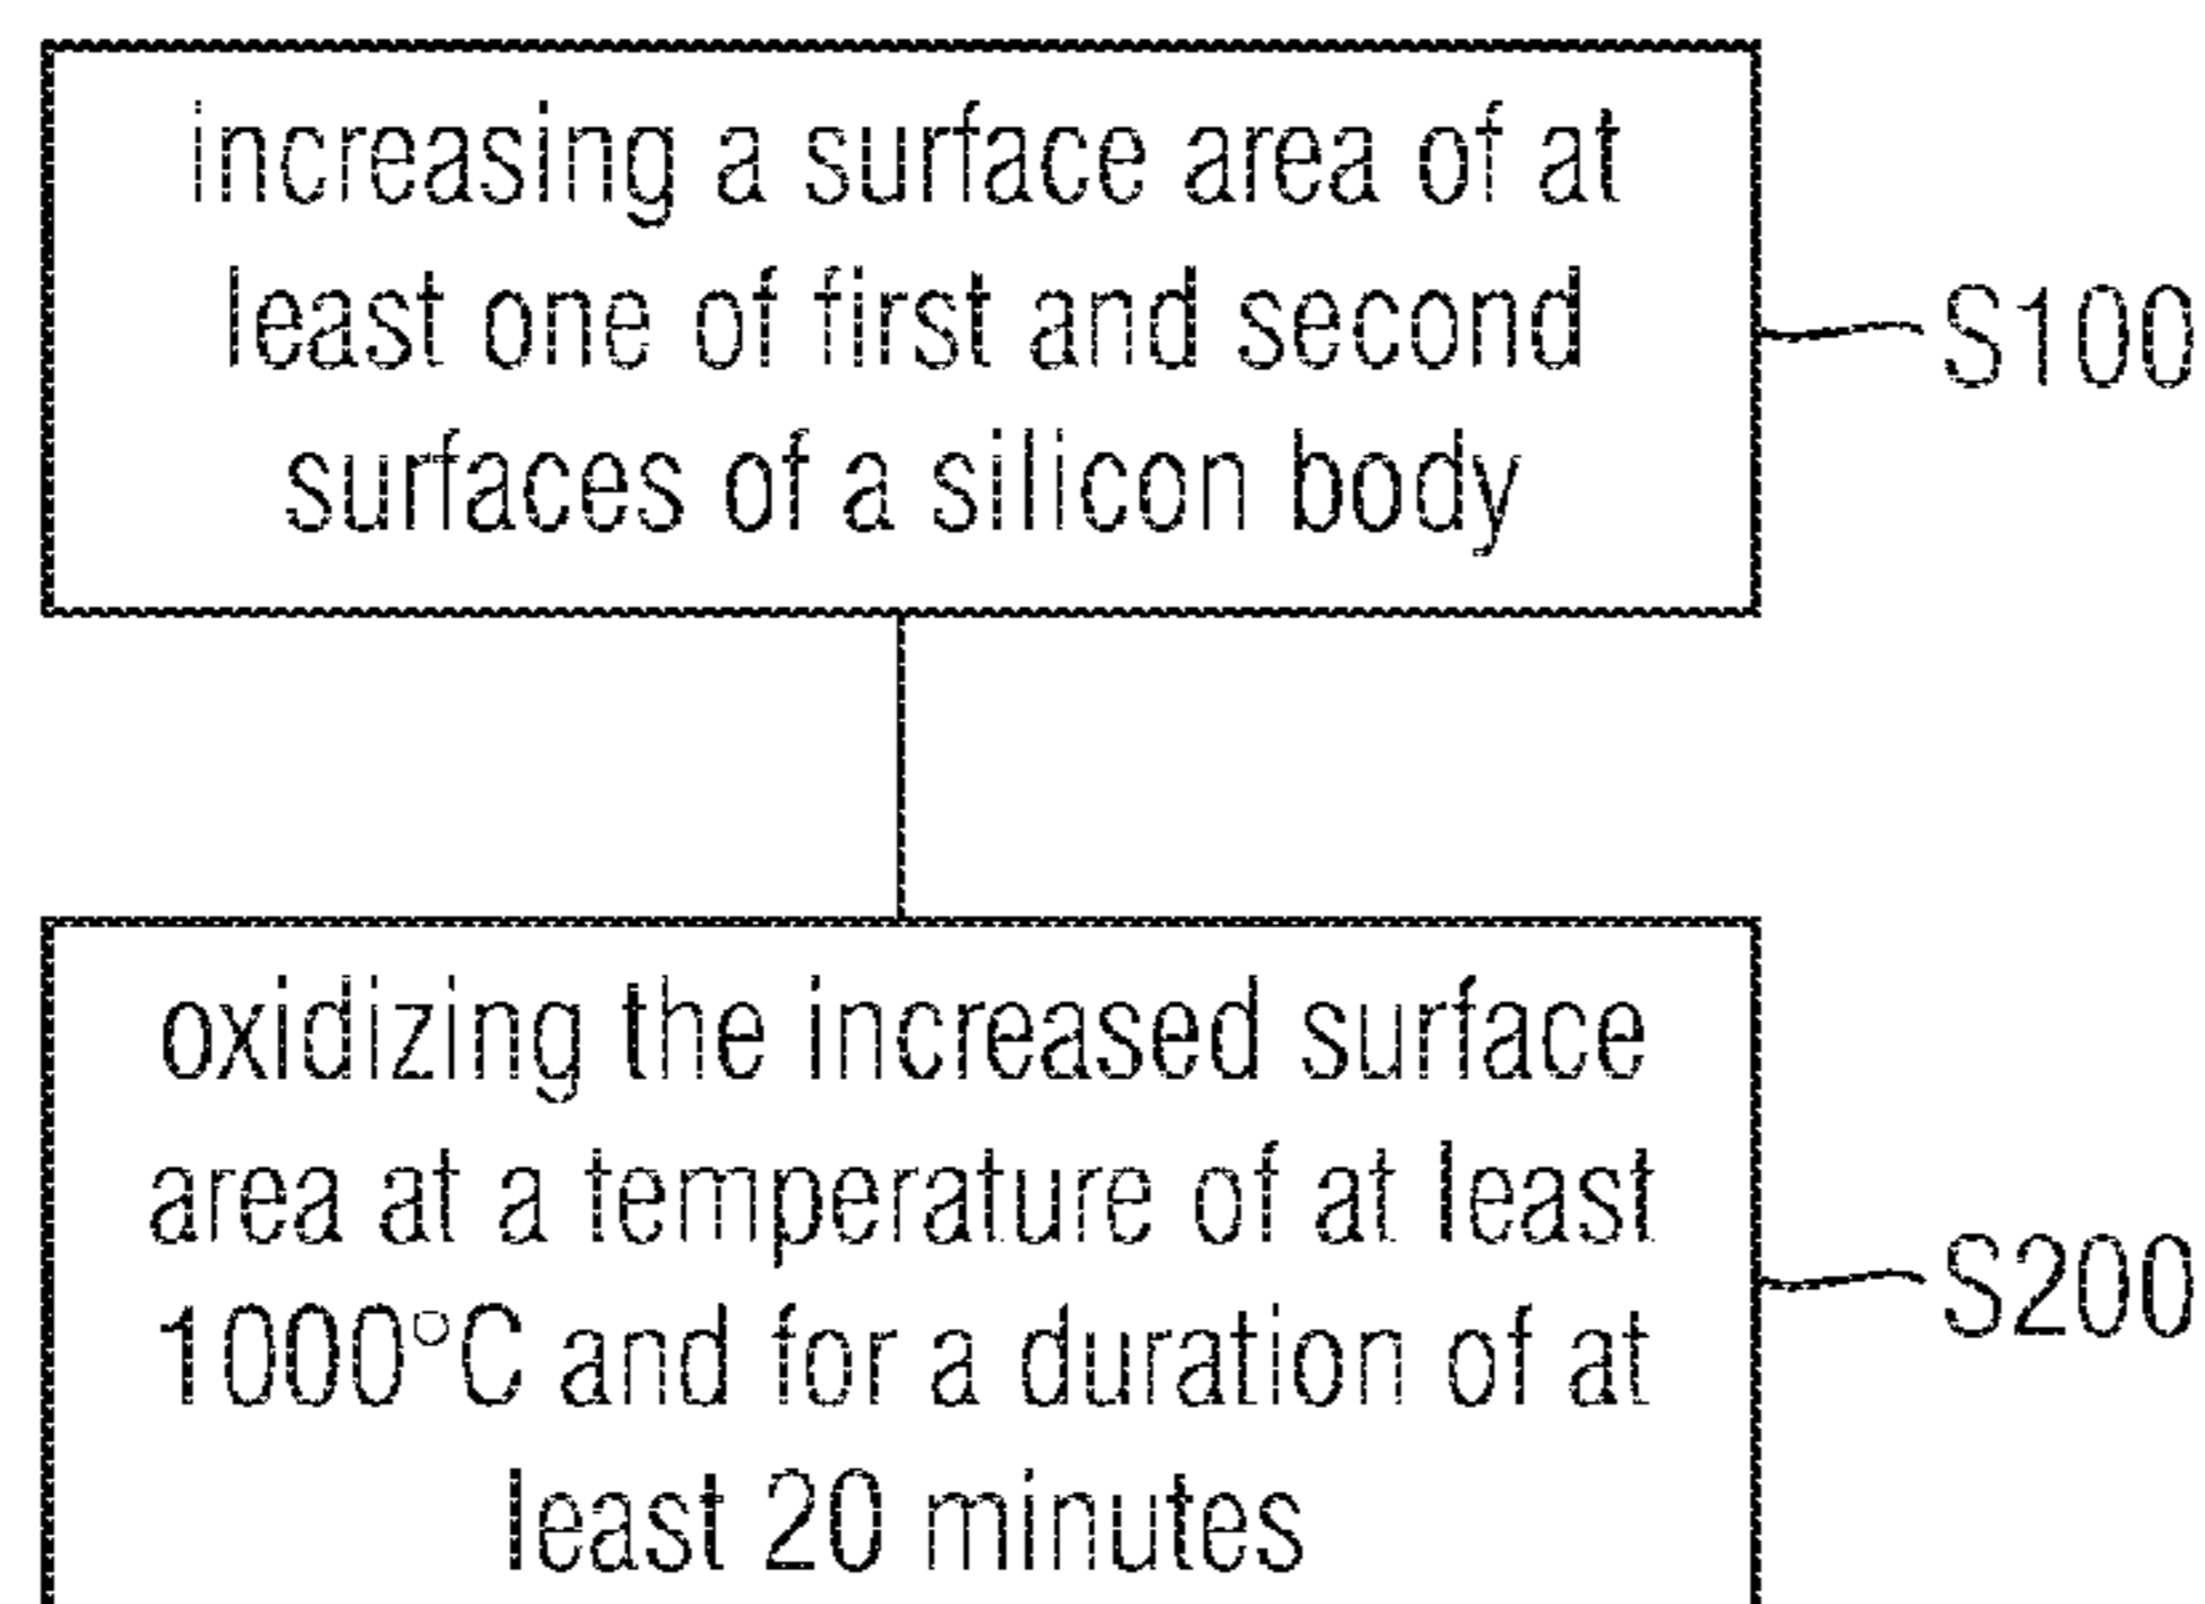 increasing a surface area of at
least one of first and second
surfaces of a silicon body
S100
oxidizing the increased surface
area at a temperature of at least
1000°C and for a duration of at
least 20 minutes
S200